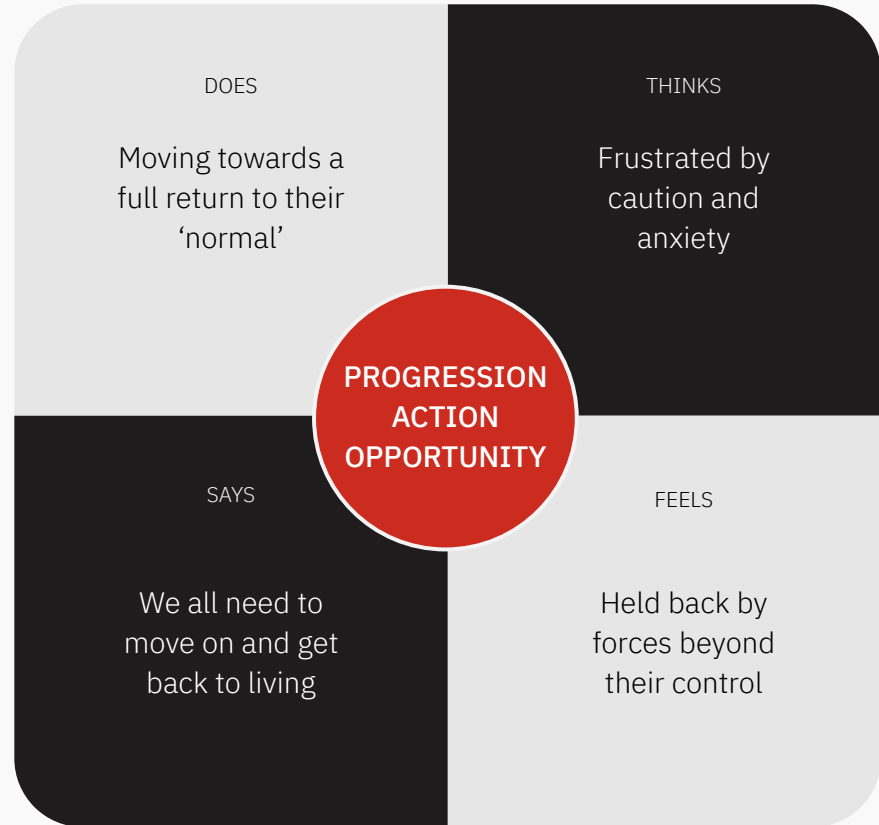 DOES
Moving towards a
full return to their
‘normal’
THINKS
Frustrated by
caution and
anxiety
PROGRESSION
ACTION
OPPORTUNITY
SAYS
We all need to
move on and get
back to living
FEELS
Held back by
forces beyond
their control